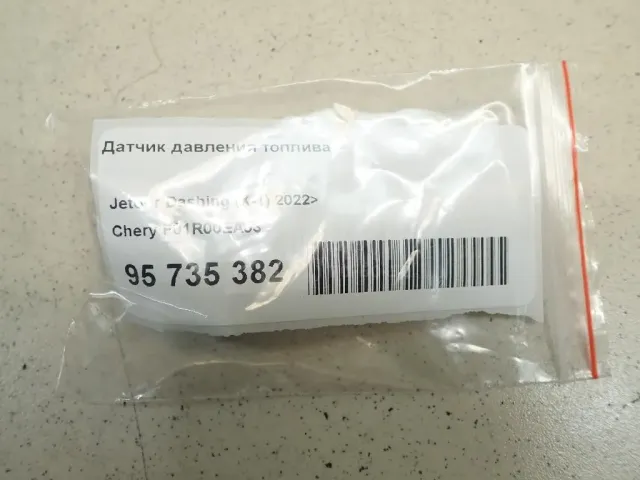 Датчик давления топлива
Dashing 2022>
Chery
95 735 382